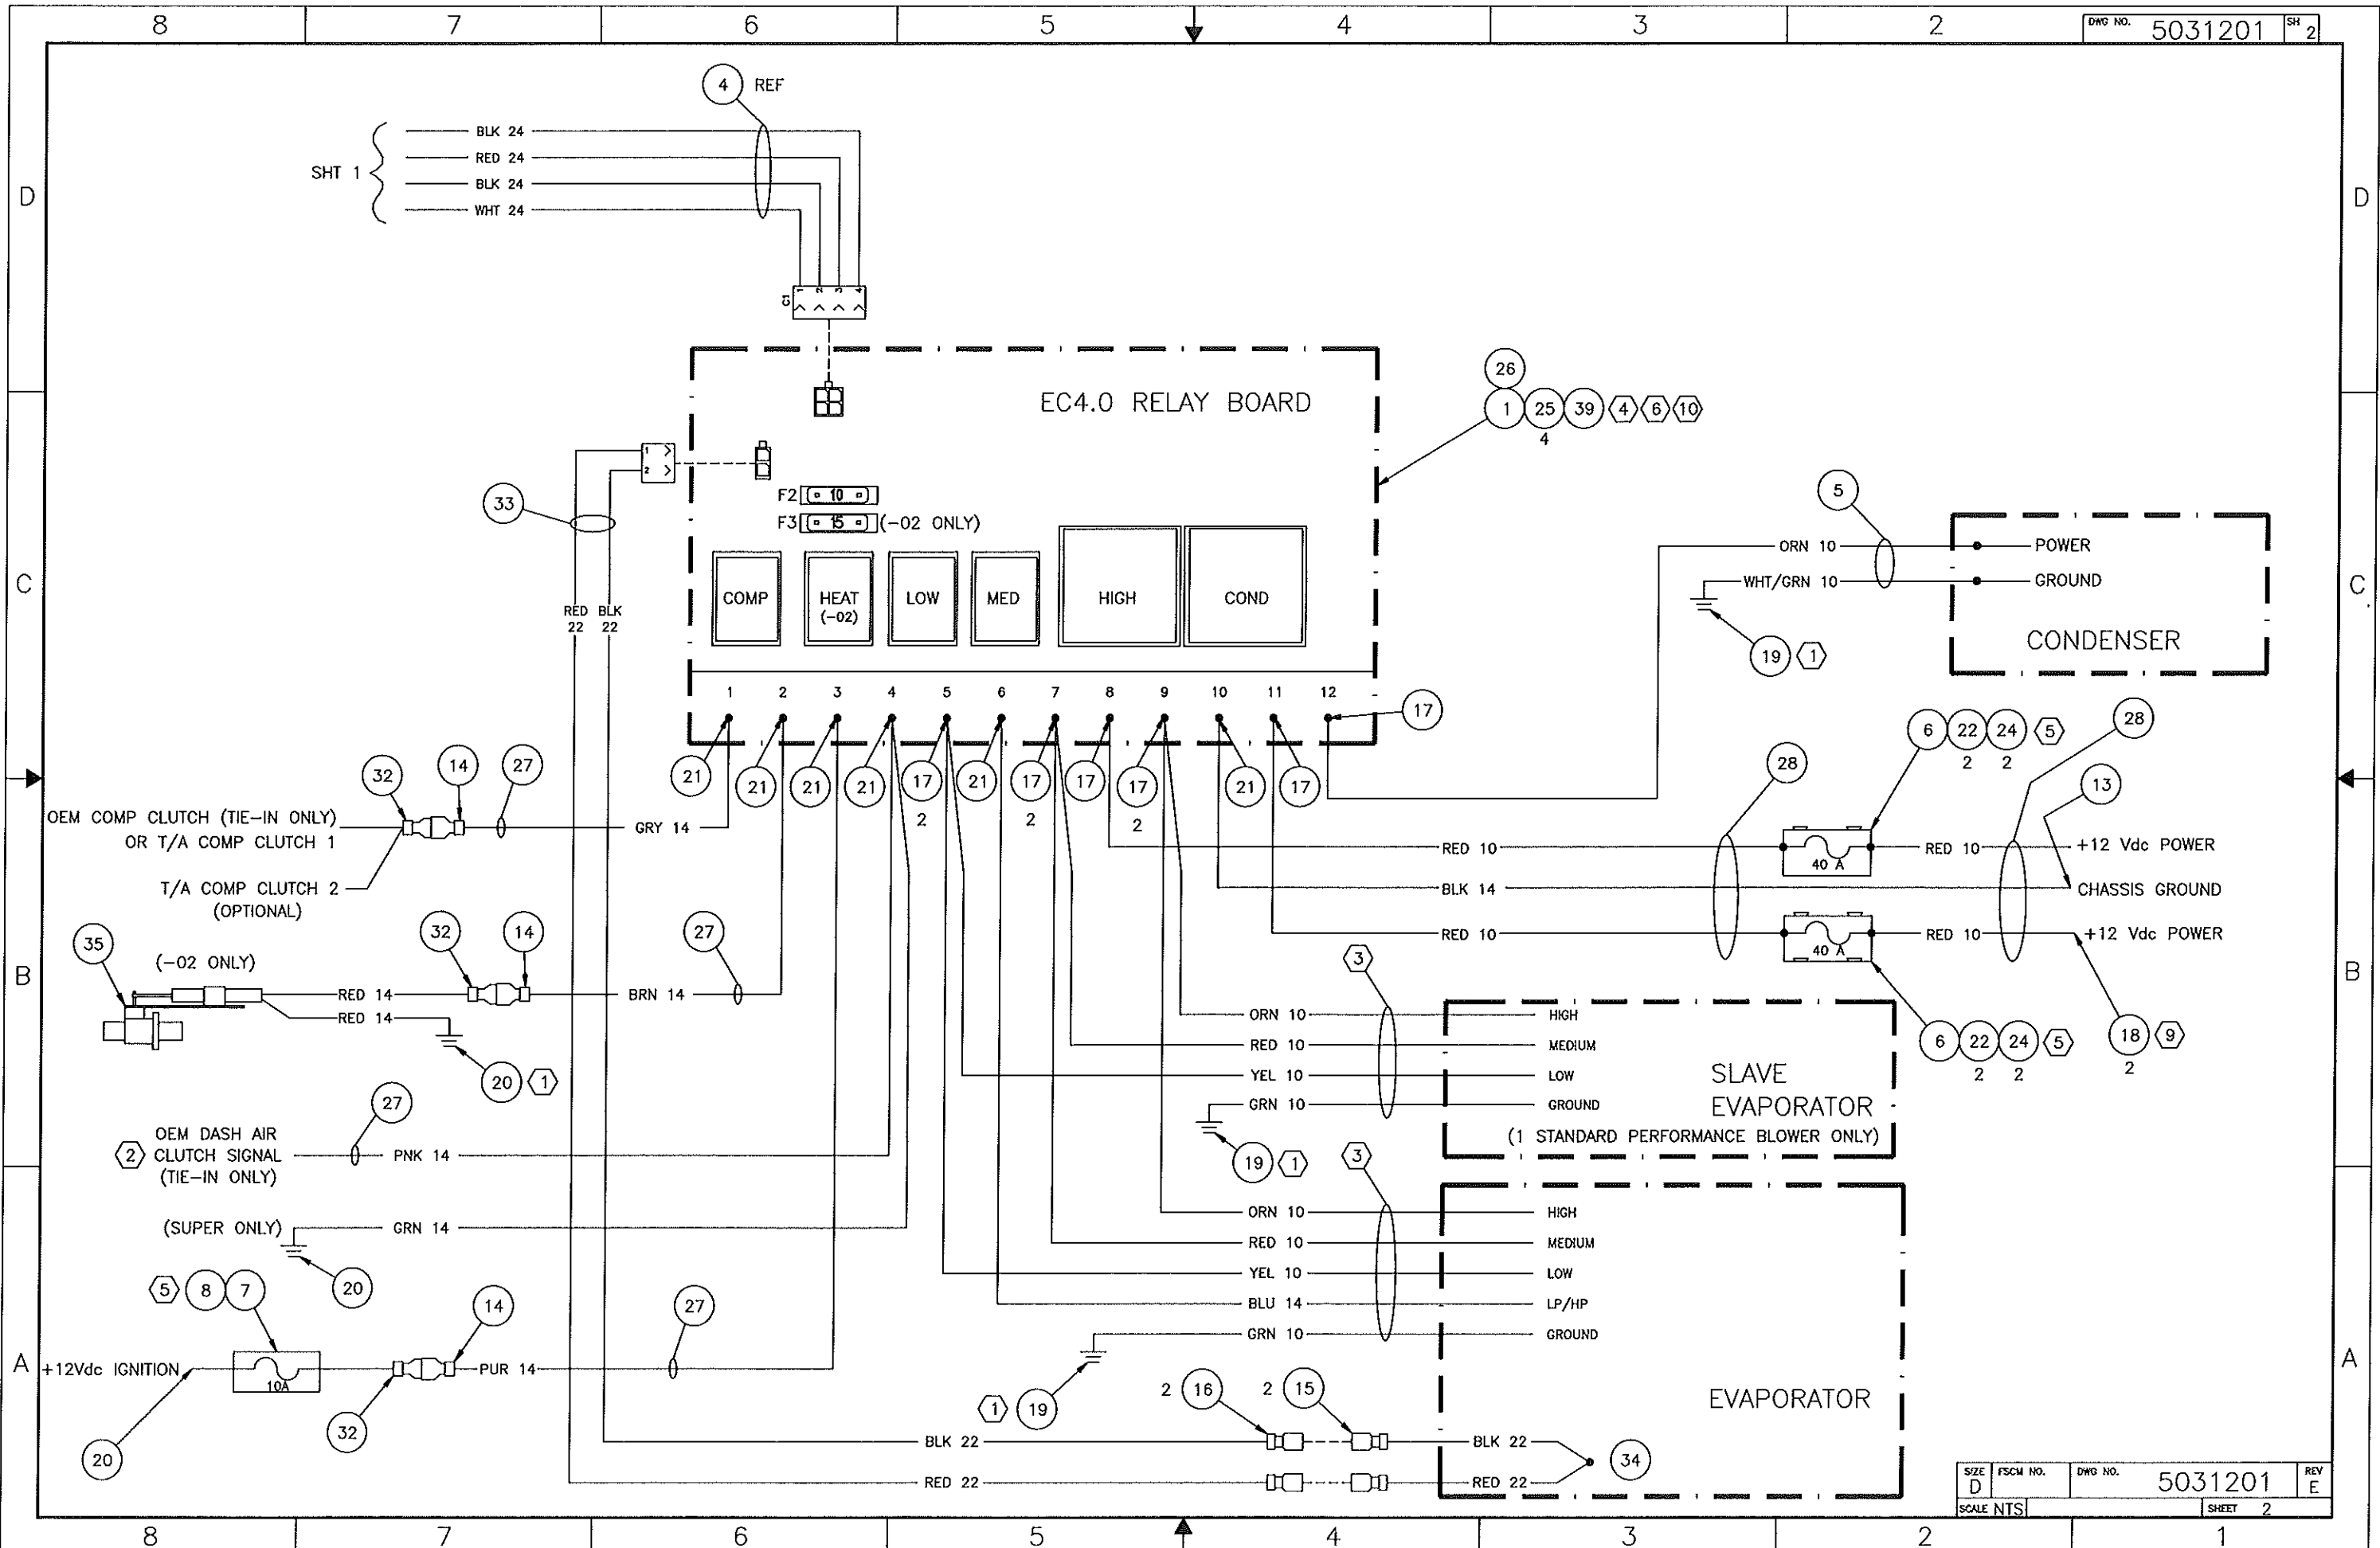 8 7 6 5 4 3 2
DWG NO. 5031201 SH 2
4 REF
BLK 24
RED 24
SHT 1
BLK 24
WHT 24
D D
C1 1 2 3 4
EC4.0 RELAY BOARD
26
1 25 39 4 6 10
4
1
2
33
F2 10
F3 15 (-02 ONLY)
5
ORN 10 POWER
WHT/GRN 10 GROUND
CONDENSER
19 1
C C
COMP
HEAT
(-02)
LOW
MED
HIGH
COND
RED BLK
22 22
1 2 3 4 5 6 7 8 9 10 11 12
17
21 21 21 21 17 21 17 17 17 21 17
2 2 2
28
6 22 24 5
2 2
28
13
32 14 27
OEM COMP CLUTCH (TIE-IN ONLY)
OR T/A COMP CLUTCH 1
GRY 14
T/A COMP CLUTCH 2
(OPTIONAL)
RED 10 40 A RED 10 +12 Vdc POWER
BLK 14 CHASSIS GROUND
RED 10 40 A RED 10 +12 Vdc POWER
6 22 24 5
2 2
18 9
2
B B
35
(-02 ONLY)
32 14 27
RED 14 BRN 14
RED 14
20 1
3
ORN 10 HIGH
RED 10 MEDIUM
YEL 10 LOW
GRN 10 GROUND
SLAVE
EVAPORATOR
(1 STANDARD PERFORMANCE BLOWER ONLY)
19 1
27
OEM DASH AIR
2 CLUTCH SIGNAL PNK 14
(TIE-IN ONLY)
(SUPER ONLY) GRN 14
20
3
ORN 10 HIGH
RED 10 MEDIUM
YEL 10 LOW
BLU 14 LP/HP
GRN 10 GROUND
1 19
EVAPORATOR
5 8 7
14 27
A A
+12Vdc IGNITION 10A PUR 14
20
32
2 16 2 15
BLK 22 BLK 22
34
RED 22 RED 22
SIZE D FSCM NO. DWG NO. 5031201 REV E
SCALE NTS SHEET 2
8 7 6 5 4 3 2 1